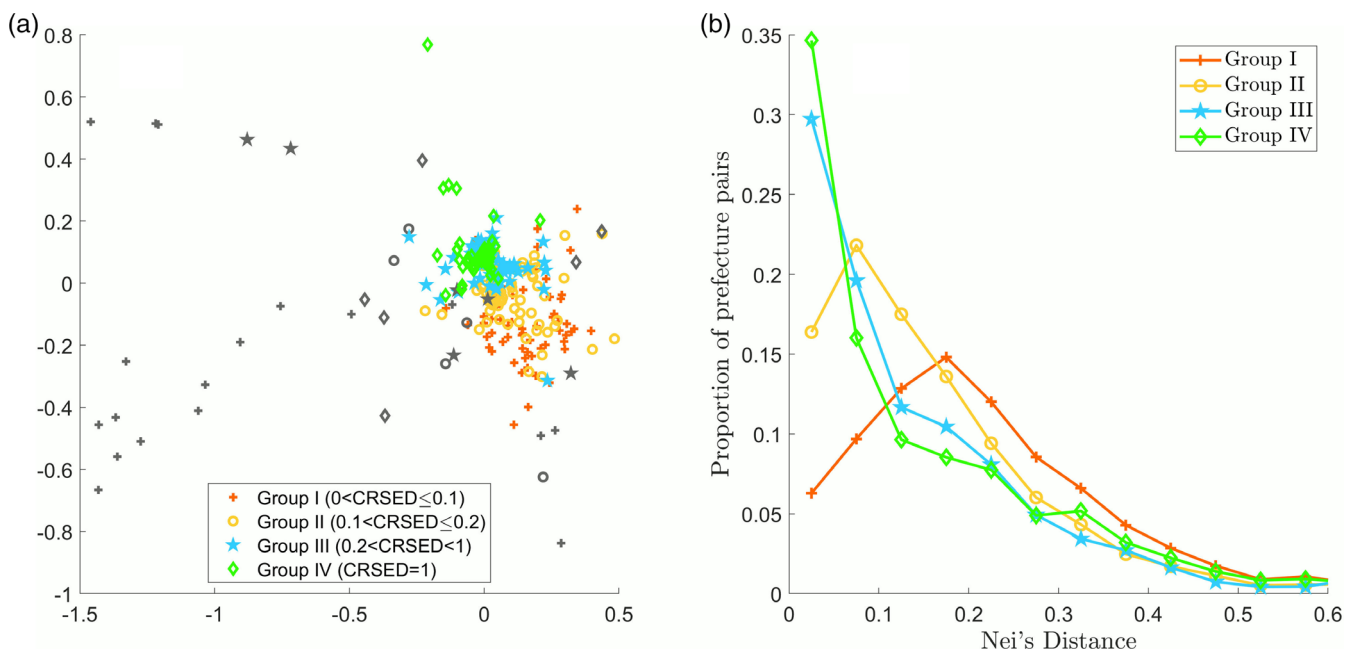 (a)
0.8
0.6
0.4
0.2
0
-0.2
-0.4
-0.6
-0.8
-1
-1.5
-1
-0.5
0
0.5
Group I (0<CRSED≤0.1)
Group II (0.1<CRSED≤0.2)
Group III (0.2<CRSED<1)
Group IV (CRSED=1)
(b)
Proportion of prefecture pairs
0.35
0.3
0.25
0.2
0.15
0.1
0.05
0
0
0.1
0.2
0.3
0.4
0.5
0.6
Nei's Distance
Group I
Group II
Group III
Group IV